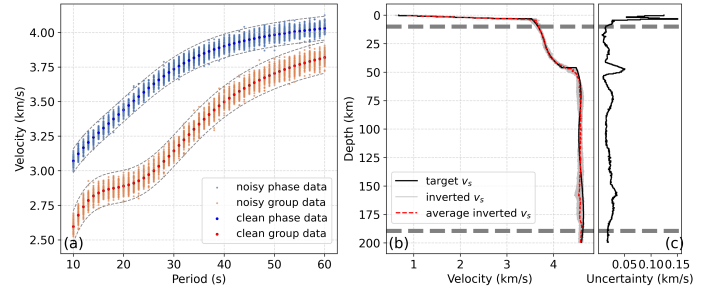 4.00
3.75
3.50
3.25
3.00
2.75
2.50
Velocity (km/s)
noisy phase data
noisy group data
clean phase data
clean group data
(a)
10 20 30 40 50 60
Period (s)
0
25
50
75
100
125
150
175
200
Depth (km)
target vs
inverted vs
average inverted vs
(b)
1 2 3 4
Velocity (km/s)
(c)
0.05 0.10 0.15
Uncertainty (km/s)